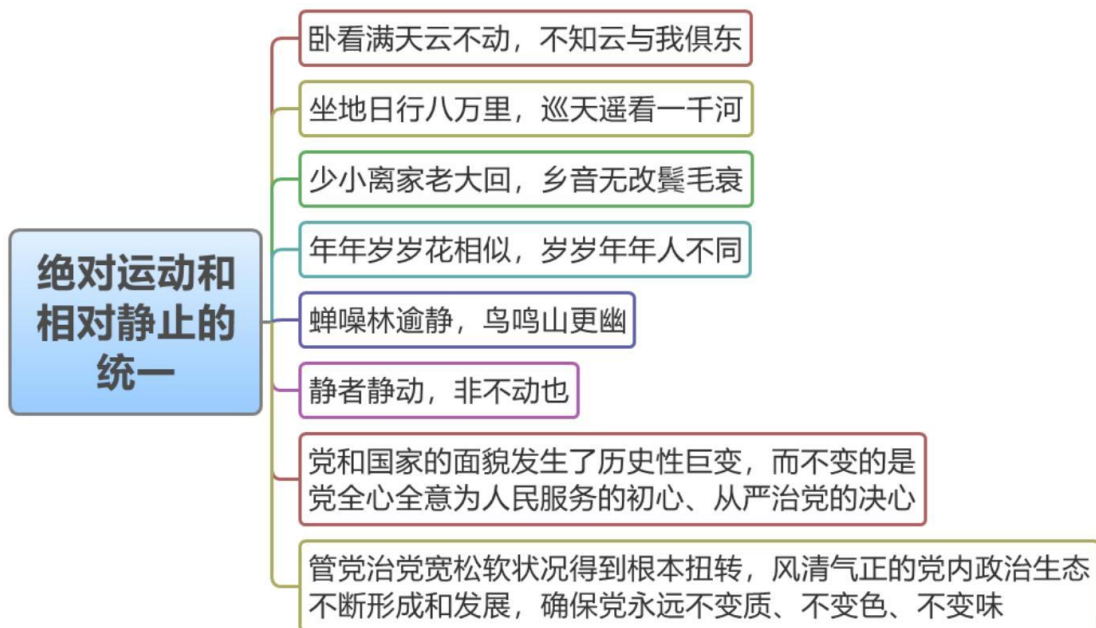 绝对运动和
相对静止的
统一
卧看满天云不动，不知云与我俱东
坐地日行八万里，巡天遥看一千河
少小离家老大回，乡音无改鬓毛衰
年年岁岁花相似，岁岁年年人不同
蝉噪林逾静，鸟鸣山更幽
静者静动，非不动也
党和国家的面貌发生了历史性巨变，而不变的是
党全心全意为人民服务的初心、从严治党的决心
管党治党宽松软状况得到根本扭转，风清气正的党内政治生态
不断形成和发展，确保党永远不变质、不变色、不变味